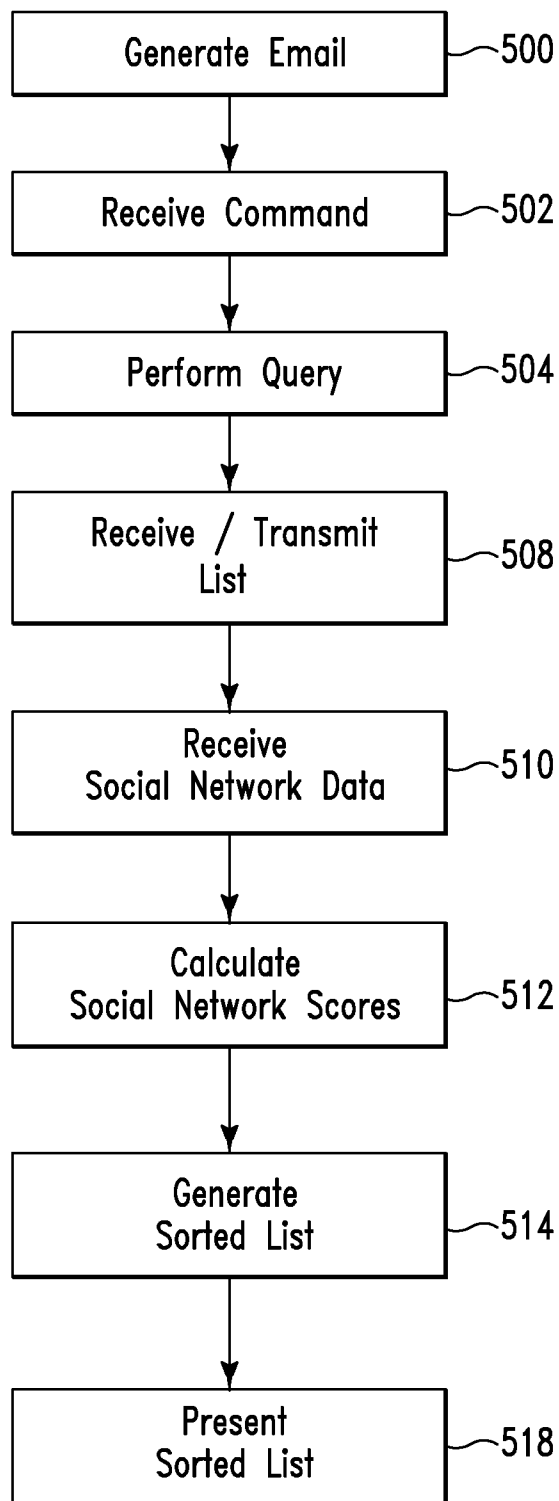 Generate Email
500
Receive Command
502
Perform Query
504
Receive / Transmit
List
508
Receive
Social Network Data
510
Calculate
Social Network Scores
512
Generate
Sorted List
514
Present
Sorted List
518